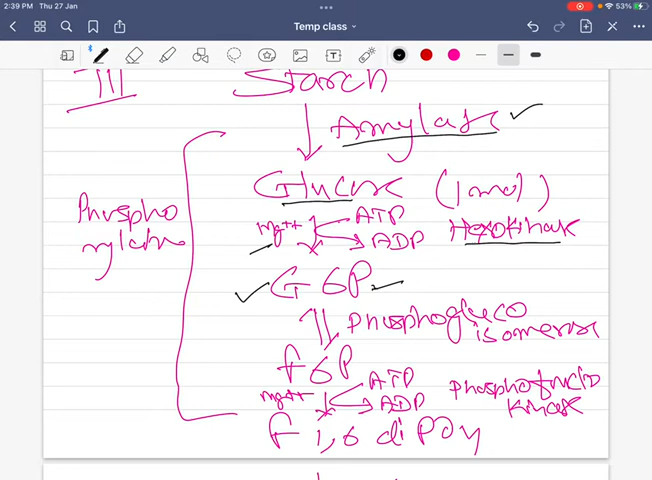 2:39 PM Thu 27 Jan
53%
Temp class
III Starch
Amylase
Glucose (1 mol)
Mg++ ATP
ADP Hexokinase
Phospho
rylation
G 6P
Phosphogluco
isomerase
f 6P
Mg++ ATP
ADP
Phosphofructo
kinase
f 1,6 di PO4